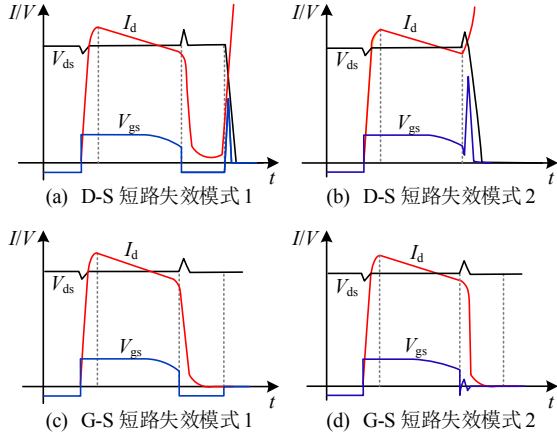 I/V
I_d
V_ds
V_gs
t
(a) D-S 短路失效模式 1
I/V
I_d
V_ds
V_gs
t
(b) D-S 短路失效模式 2
I/V
I_d
V_ds
V_gs
t
(c) G-S 短路失效模式 1
I/V
I_d
V_ds
V_gs
t
(d) G-S 短路失效模式 2